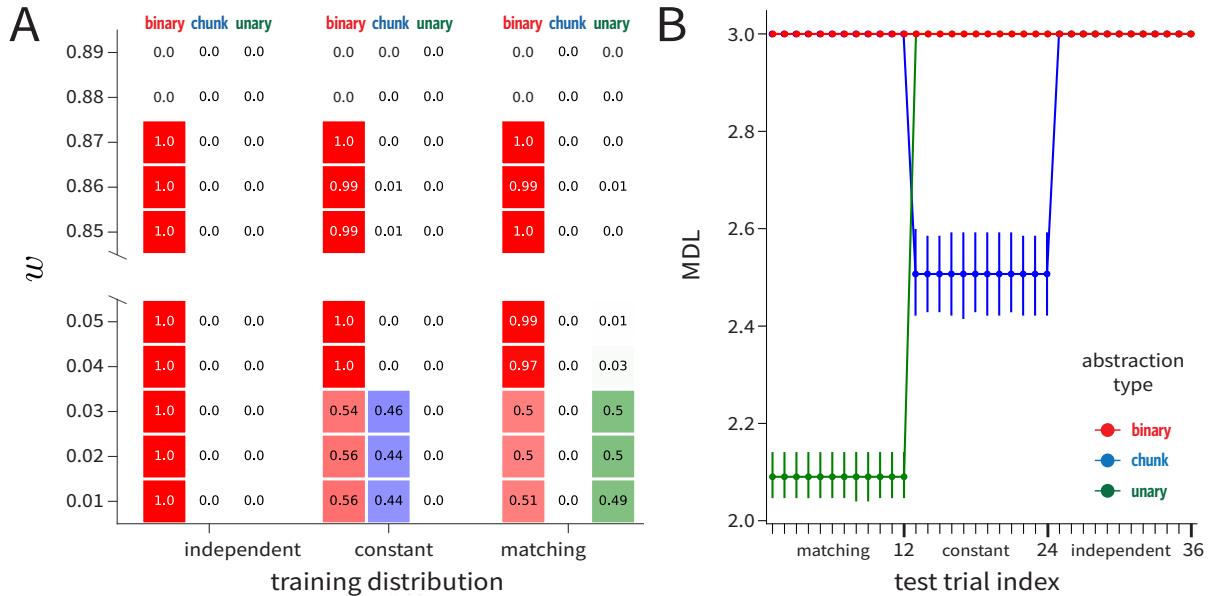 A
binary chunk unary binary chunk unary binary chunk unary
0.89 0.0 0.0 0.0 0.0 0.0 0.0 0.0 0.0 0.0
0.88 0.0 0.0 0.0 0.0 0.0 0.0 0.0 0.0 0.0
0.87 1.0 0.0 0.0 1.0 0.0 0.0 1.0 0.0 0.0
0.86 1.0 0.0 0.0 0.99 0.01 0.0 0.99 0.0 0.01
0.85 1.0 0.0 0.0 0.99 0.01 0.0 1.0 0.0 0.0
w
0.05 1.0 0.0 0.0 1.0 0.0 0.0 0.99 0.0 0.01
0.04 1.0 0.0 0.0 1.0 0.0 0.0 0.97 0.0 0.03
0.03 1.0 0.0 0.0 0.54 0.46 0.0 0.5 0.0 0.5
0.02 1.0 0.0 0.0 0.56 0.44 0.0 0.5 0.0 0.5
0.01 1.0 0.0 0.0 0.56 0.44 0.0 0.51 0.0 0.49
independent constant matching
training distribution
B
3.0
2.8
2.6
2.4
2.2
2.0
MDL
abstraction
type
binary
chunk
unary
matching 12 constant 24 independent 36
test trial index